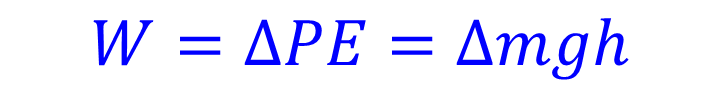 W = ΔPE = Δmgh